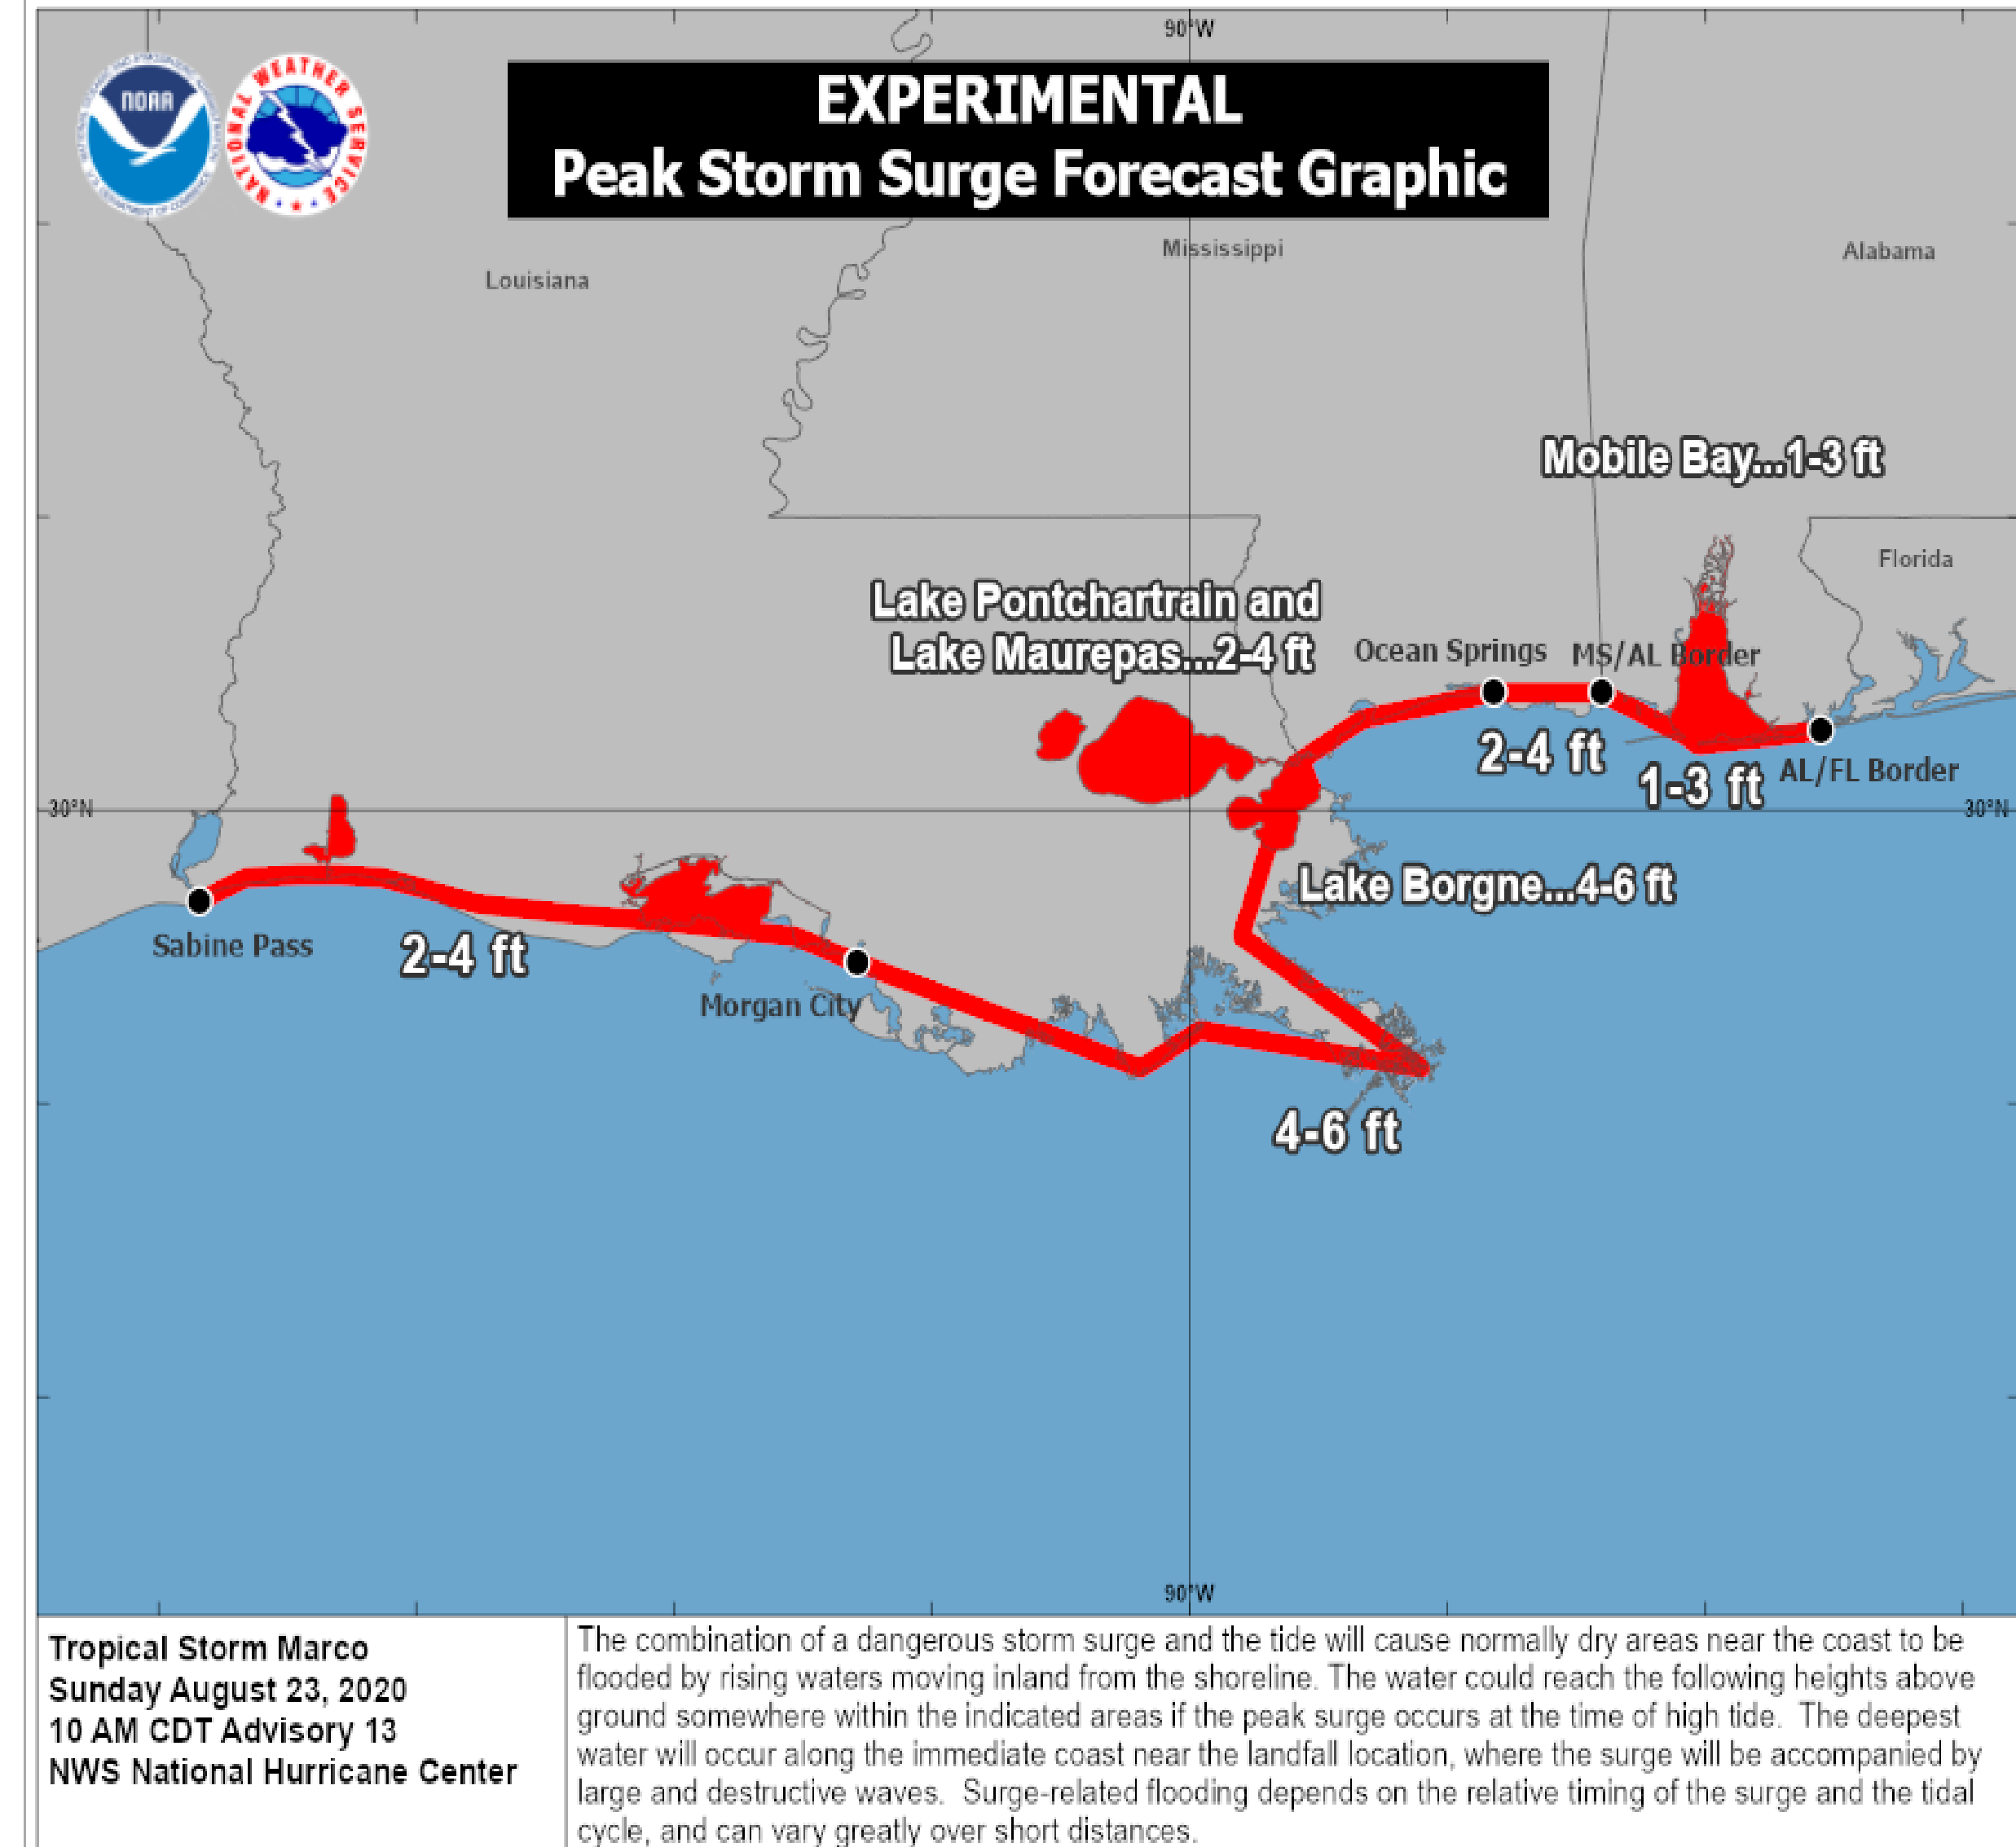 90°W
EXPERIMENTAL
Peak Storm Surge Forecast Graphic
NOAA
NATIONAL WEATHER SERVICE
Mississippi
Alabama
Louisiana
Mobile Bay...1-3 ft
Florida
Lake Pontchartrain and
Lake Maurepas...2-4 ft
Ocean Springs
MS/AL Border
2-4 ft
1-3 ft
AL/FL Border
30°N
30°N
Lake Borgne...4-6 ft
Sabine Pass
2-4 ft
Morgan City
4-6 ft
90°W
Tropical Storm Marco
Sunday August 23, 2020
10 AM CDT Advisory 13
NWS National Hurricane Center
The combination of a dangerous storm surge and the tide will cause normally dry areas near the coast to be
flooded by rising waters moving inland from the shoreline. The water could reach the following heights above
ground somewhere within the indicated areas if the peak surge occurs at the time of high tide.  The deepest
water will occur along the immediate coast near the landfall location, where the surge will be accompanied by
large and destructive waves.  Surge-related flooding depends on the relative timing of the surge and the tidal
cycle, and can vary greatly over short distances.